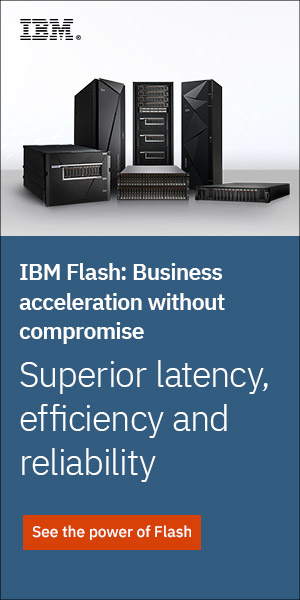 IBM®
IBM Flash: Business
acceleration without
compromise
Superior latency,
efficiency and
reliability
See the power of Flash